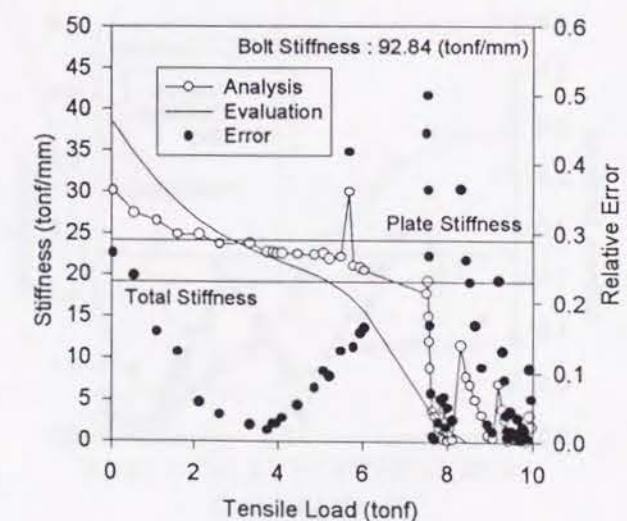 Bolt Stiffness : 92.84 (tonf/mm)
Analysis
Evaluation
Error
Plate Stiffness
Total Stiffness
Stiffness (tonf/mm)
50
45
40
35
30
25
20
15
10
5
0
Relative Error
0.6
0.5
0.4
0.3
0.2
0.1
0.0
0 2 4 6 8 10
Tensile Load (tonf)